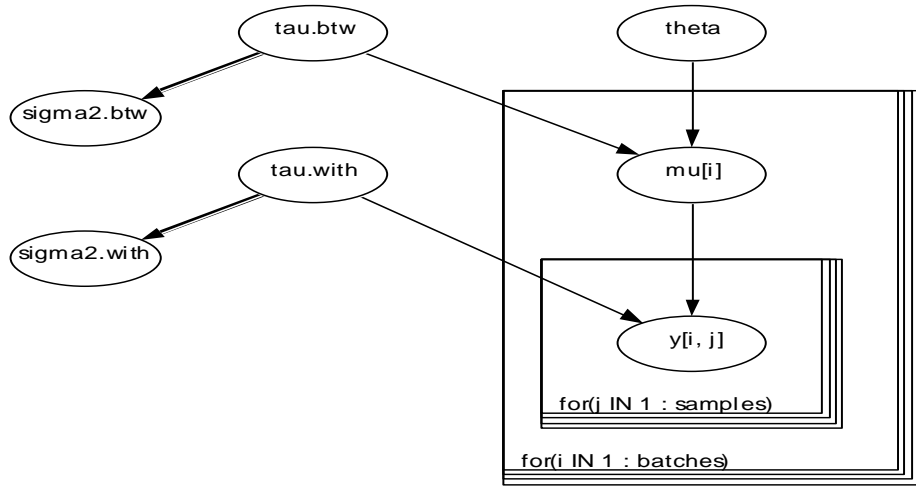 tau.btw
theta
sigma2.btw
tau.with
mu[i]
sigma2.with
y[i, j]
for(j IN 1 : samples)
for(i IN 1 : batches)